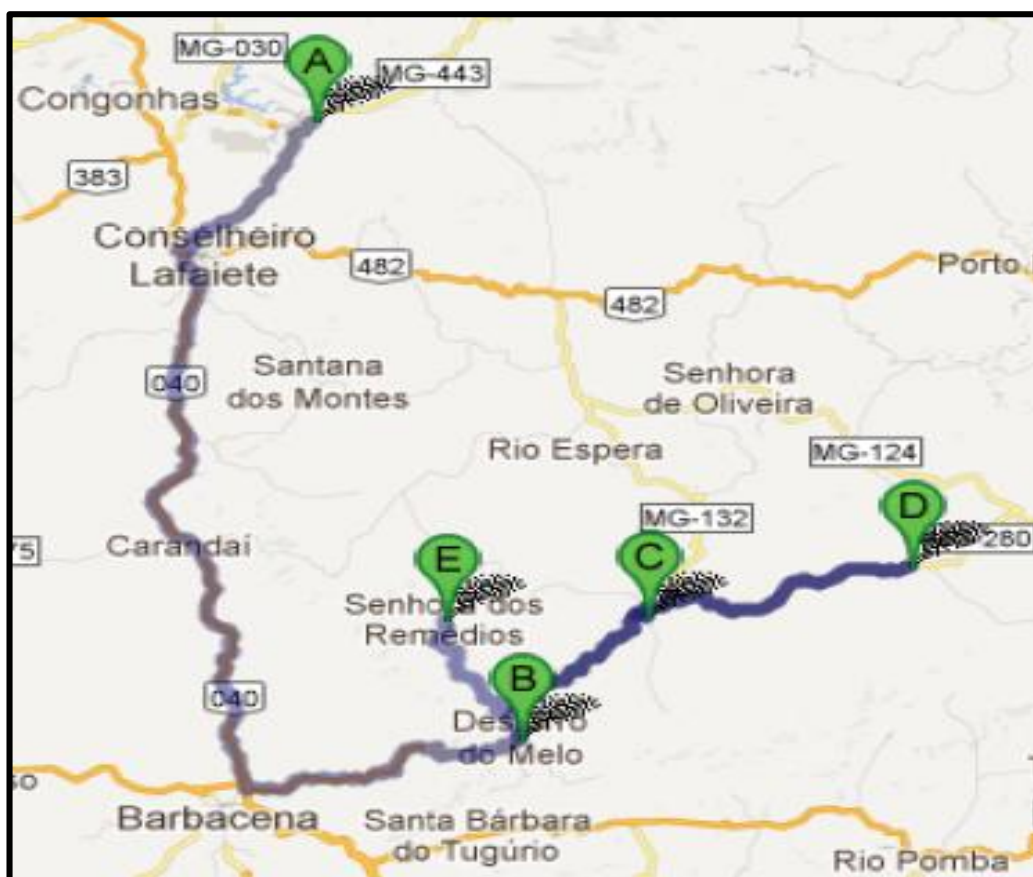 MG-030
A
MG-443
Congonhas
383
Conselheiro
Lafaiete
482
Porto
482
040
Santana
dos Montes
Senhora
de Oliveira
Rio Espera
MG-124
D
MG-132
C
280
75
Carandaí
E
Senhora dos
Remédios
B
040
Desterro
do Melo
so
Barbacena
Santa Bárbara
do Tugúrio
Rio Pomba